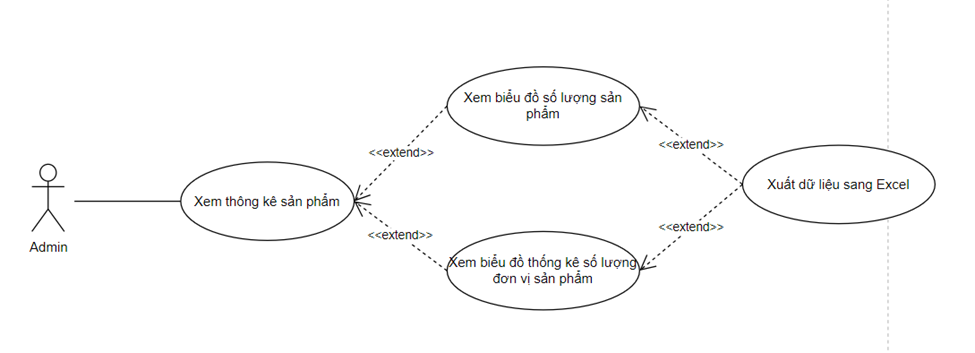 Xem biểu đồ số lượng sản
phẩm
<<extend>>
<<extend>>
Xuất dữ liệu sang Excel
Xem thông kê sản phẩm
Admin
<<extend>>
<<extend>>
Xem biểu đồ thống kê số lượng
đơn vị sản phẩm